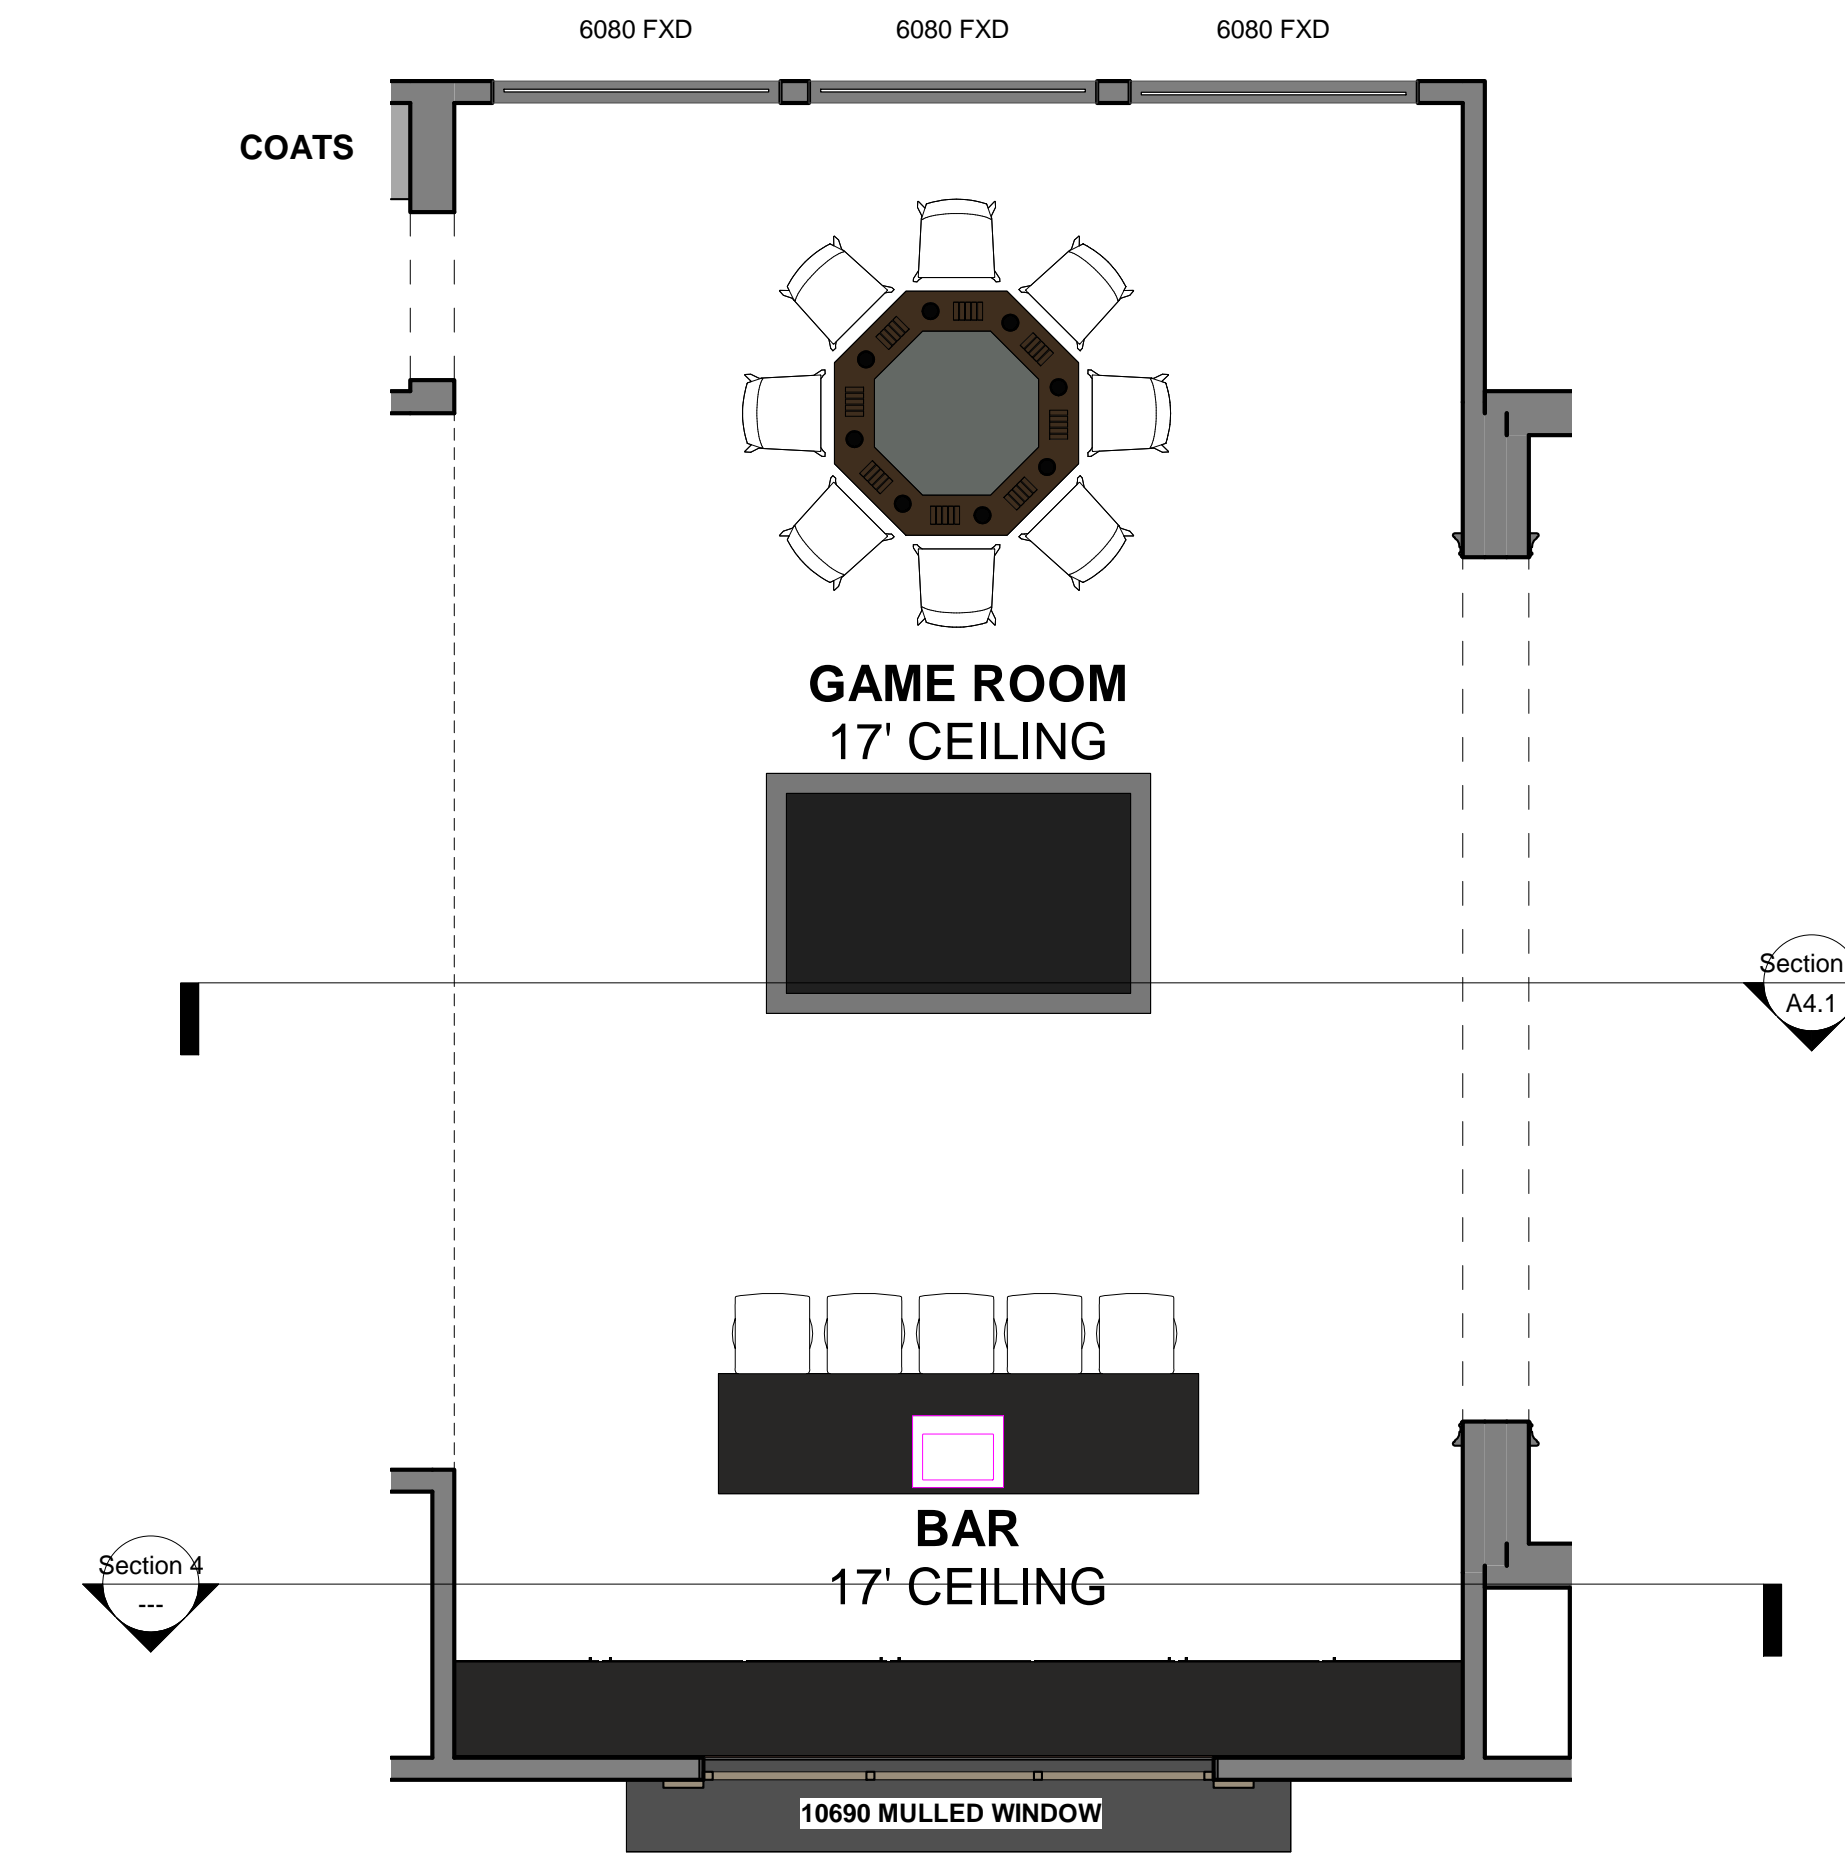 6080 FXD
6080 FXD
6080 FXD
COATS
GAME ROOM
17' CEILING
Section
A4.1
BAR
17' CEILING
Section 4
---
10690 MULLED WINDOW